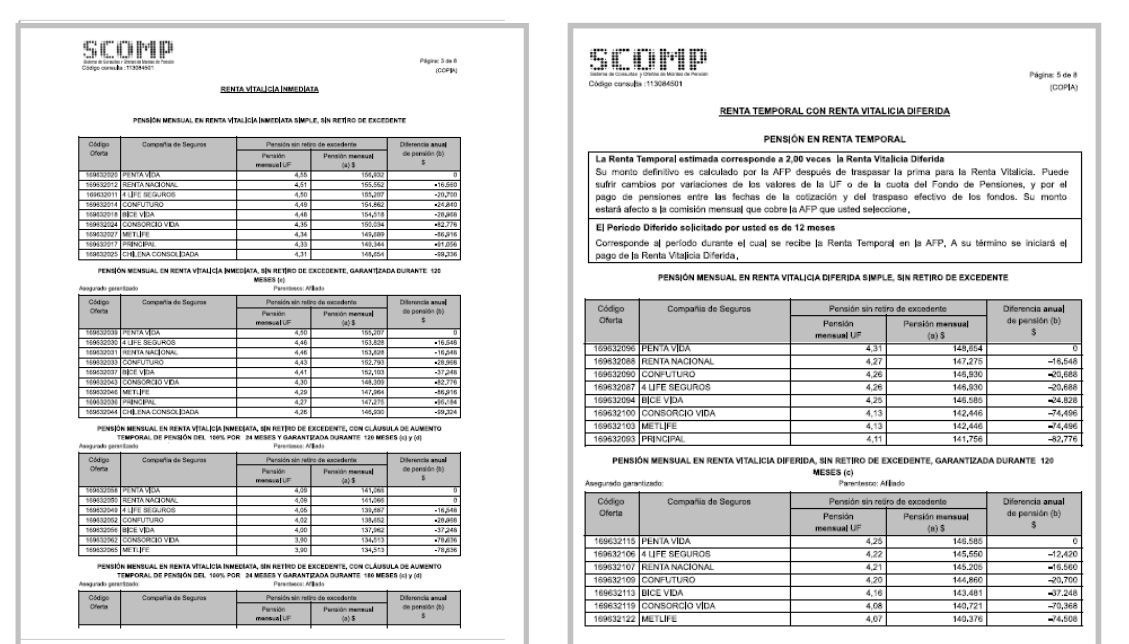 SCOMP
Sistema de Consultas y Ofertas de Montos de Pensión
Código consulta :113084501
Página: 3 de 8
(COPIA)
RENTA VITALICIA INMEDIATA
PENSIÓN MENSUAL EN RENTA VITALICIA INMEDIATA SIMPLE, SIN RETIRO DE EXCEDENTE
Código Oferta Compañía de Seguros Pensión sin retiro de excedente Diferencia anual de pensión (b) $
Pensión mensual UF Pensión mensual (a) $
169632020 PENTA VIDA 4,55 156,932 0
169632012 RENTA NACIONAL 4,51 155,552 -16,560
169632011 4 LIFE SEGUROS 4,50 155,207 -20,700
169632014 CONFUTURO 4,49 154,862 -24,840
169632018 BICE VIDA 4,48 154,518
169632024 CONSORCIO VIDA 4,35 150,034 -82,776
169632027 METLIFE 4,34 149,689 -86,916
169632017 PRINCIPAL 4,33 149,344 -91,056
169632025 CHILENA CONSOLIDADA 4,31 148,654 -99,336
PENSIÓN MENSUAL EN RENTA VITALICIA INMEDIATA, SIN RETIRO DE EXCEDENTE, GARANTIZADA DURANTE 120
MESES (c)
Asegurado garantizado Parentesco: Afiliado
Código Oferta Compañía de Seguros Pensión sin retiro de excedente Diferencia anual de pensión (b) $
Pensión mensual UF Pensión mensual (a) $
169632039 PENTA VIDA 4,50 155,207 0
169632030 4 LIFE SEGUROS 4,46 153,828 -16,548
169632031 RENTA NACIONAL 4,46 153,828 -16,548
169632033 CONFUTURO 4,43 152,793 -28,968
169632037 BICE VIDA 4,41 152,103 -37,248
169632043 CONSORCIO VIDA 4,30 148,309 -82,776
169632046 METLIFE 4,29 147,964 -86,916
169632036 PRINCIPAL 4,27 147,275 -95,184
169632044 CHILENA CONSOLIDADA 4,26 146,930 -99,324
PENSIÓN MENSUAL EN RENTA VITALICIA INMEDIATA, SIN RETIRO DE EXCEDENTE, CON CLÁUSULA DE AUMENTO
TEMPORAL DE PENSIÓN DEL 100% POR 24 MESES Y GARANTIZADA DURANTE 120 MESES (c) y (d)
Asegurado garantizado Parentesco: Afiliado
Código Oferta Compañía de Seguros Pensión sin retiro de excedente Diferencia anual de pensión (b) $
Pensión mensual UF Pensión mensual (a) $
169632058 PENTA VIDA 4,09 141,066 0
169632050 RENTA NACIONAL 4,09 141,066 0
169632049 4 LIFE SEGUROS 4,05 139,687 -16,548
169632052 CONFUTURO 4,02 138,652 -28,968
169632056 BICE VIDA 4,00 137,962 -37,248
169632062 CONSORCIO VIDA 3,90 134,513 -78,636
169632065 METLIFE 3,90 134,513 -78,636
PENSIÓN MENSUAL EN RENTA VITALICIA INMEDIATA, SIN RETIRO DE EXCEDENTE, CON CLÁUSULA DE AUMENTO
TEMPORAL DE PENSIÓN DEL 100% POR 24 MESES Y GARANTIZADA DURANTE 180 MESES (c) y (d)
Asegurado garantizado Parentesco: Afiliado
Código Oferta Compañía de Seguros Pensión sin retiro de excedente Diferencia anual de pensión (b) $
Pensión mensual UF Pensión mensual (a) $
SCOMP
Sistema de Consultas y Ofertas de Montos de Pensión
Código consulta :113084501
Página: 5 de 8
(COPIA)
RENTA TEMPORAL CON RENTA VITALICIA DIFERIDA
PENSIÓN EN RENTA TEMPORAL
La Renta Temporal estimada corresponde a 2,00 veces la Renta Vitalicia Diferida
Su monto definitivo es calculado por la AFP después de traspasar la prima para la Renta Vitalicia. Puede
sufrir cambios por variaciones de los valores de la UF o de la cuota del Fondo de Pensiones, y por el
pago de pensiones entre las fechas de la cotización y del traspaso efectivo de los fondos. Su monto
estará afecto a la comisión mensual que cobre la AFP que usted seleccione.
El Período Diferido solicitado por usted es de 12 meses
Corresponde al período durante el cual se recibe la Renta Temporal en la AFP, A su término se iniciará el
pago de la Renta Vitalicia Diferida.
PENSIÓN MENSUAL EN RENTA VITALICIA DIFERIDA SIMPLE, SIN RETIRO DE EXCEDENTE
Código Oferta Compañía de Seguros Pensión sin retiro de excedente Diferencia anual de pensión (b) $
Pensión mensual UF Pensión mensual (a) $
169632096 PENTA VIDA 4,31 148,654 0
169632088 RENTA NACIONAL 4,27 147,275 -16,548
169632090 CONFUTURO 4,26 146,930 -20,688
169632087 4 LIFE SEGUROS 4,26 146,930 -20,688
169632094 BICE VIDA 4,25 146.585 -24.828
169632100 CONSORCIO VIDA 4,13 142,446 -74,496
169632103 METLIFE 4,13 142,446 -74,496
169632093 PRINCIPAL 4,11 141,756 -82,776
PENSIÓN MENSUAL EN RENTA VITALICIA DIFERIDA, SIN RETIRO DE EXCEDENTE, GARANTIZADA DURANTE 120
MESES (c)
Asegurado garantizado: Parentesco: Afiliado
Código Oferta Compañía de Seguros Pensión sin retiro de excedente Diferencia anual de pensión (b) $
Pensión mensual UF Pensión mensual (a) $
169632115 PENTA VIDA 4,25 146.585 0
169632106 4 LIFE SEGUROS 4,22 145,550 -12,420
169632107 RENTA NACIONAL 4,21 145,205 -16.560
169632109 CONFUTURO 4,20 144,860 -20,700
169632113 BICE VIDA 4,16 143.481 -37.248
169632119 CONSORCIO VIDA 4,08 140,721 -70,368
169632122 METLIFE 4,07 140.376 -74.508